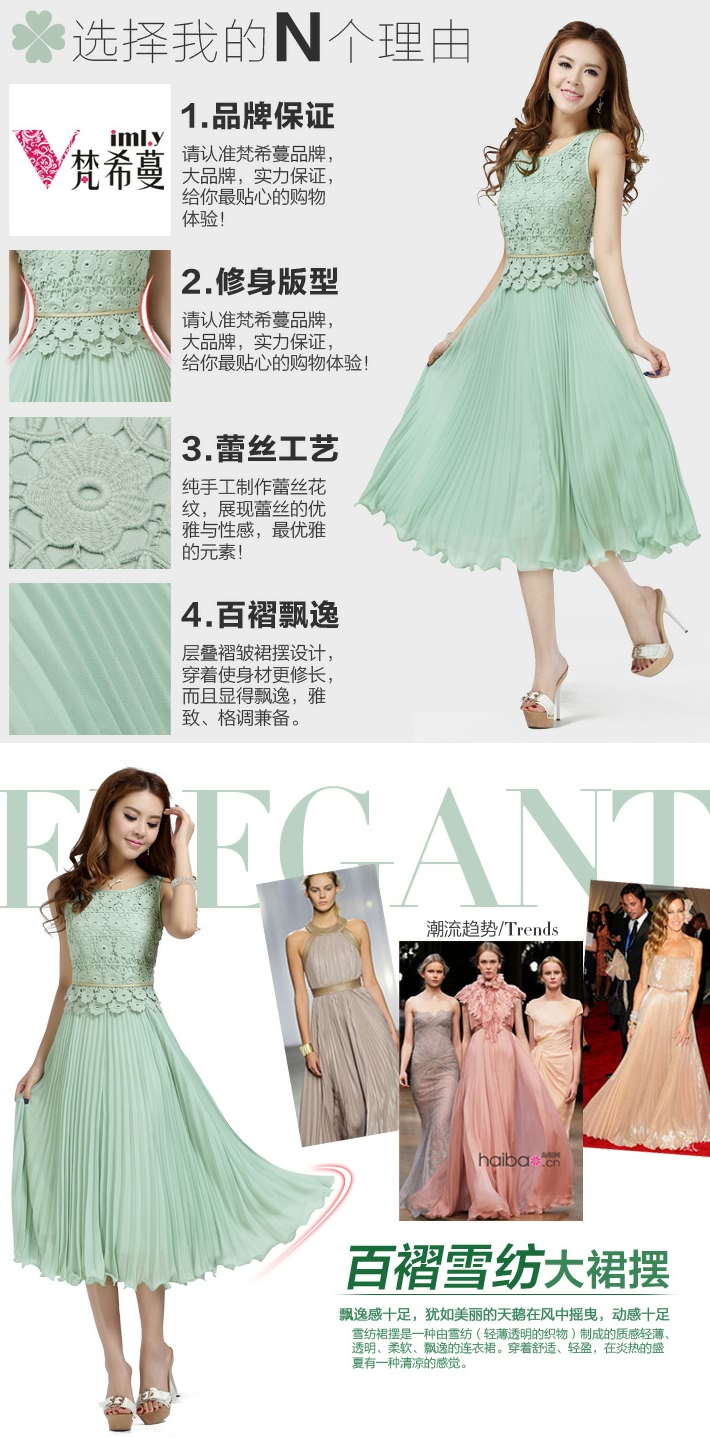 选择我的N个理由
imi.y
梵希蔓
1.品牌保证
请认准梵希蔓品牌，
大品牌，实力保证，
给你最贴心的购物
体验！
2.修身版型
请认准梵希蔓品牌，
大品牌，实力保证，
给你最贴心的购物体验！
3.蕾丝工艺
纯手工制作蕾丝花
纹，展现蕾丝的优
雅与性感，最优雅
的元素！
4.百褶飘逸
层叠褶皱裙摆设计，
穿着使身材更修长，
而且显得飘逸，雅
致、格调兼备。
ELEGANT
潮流趋势/Trends
haibao.cn
百褶雪纺大裙摆
飘逸感十足，犹如美丽的天鹅在风中摇曳，动感十足
雪纺裙摆是一种由雪纺（轻薄透明的织物）制成的质感轻薄、
透明、柔软、飘逸的连衣裙。穿着舒适、轻盈，在炎热的盛
夏有一种清凉的感觉。